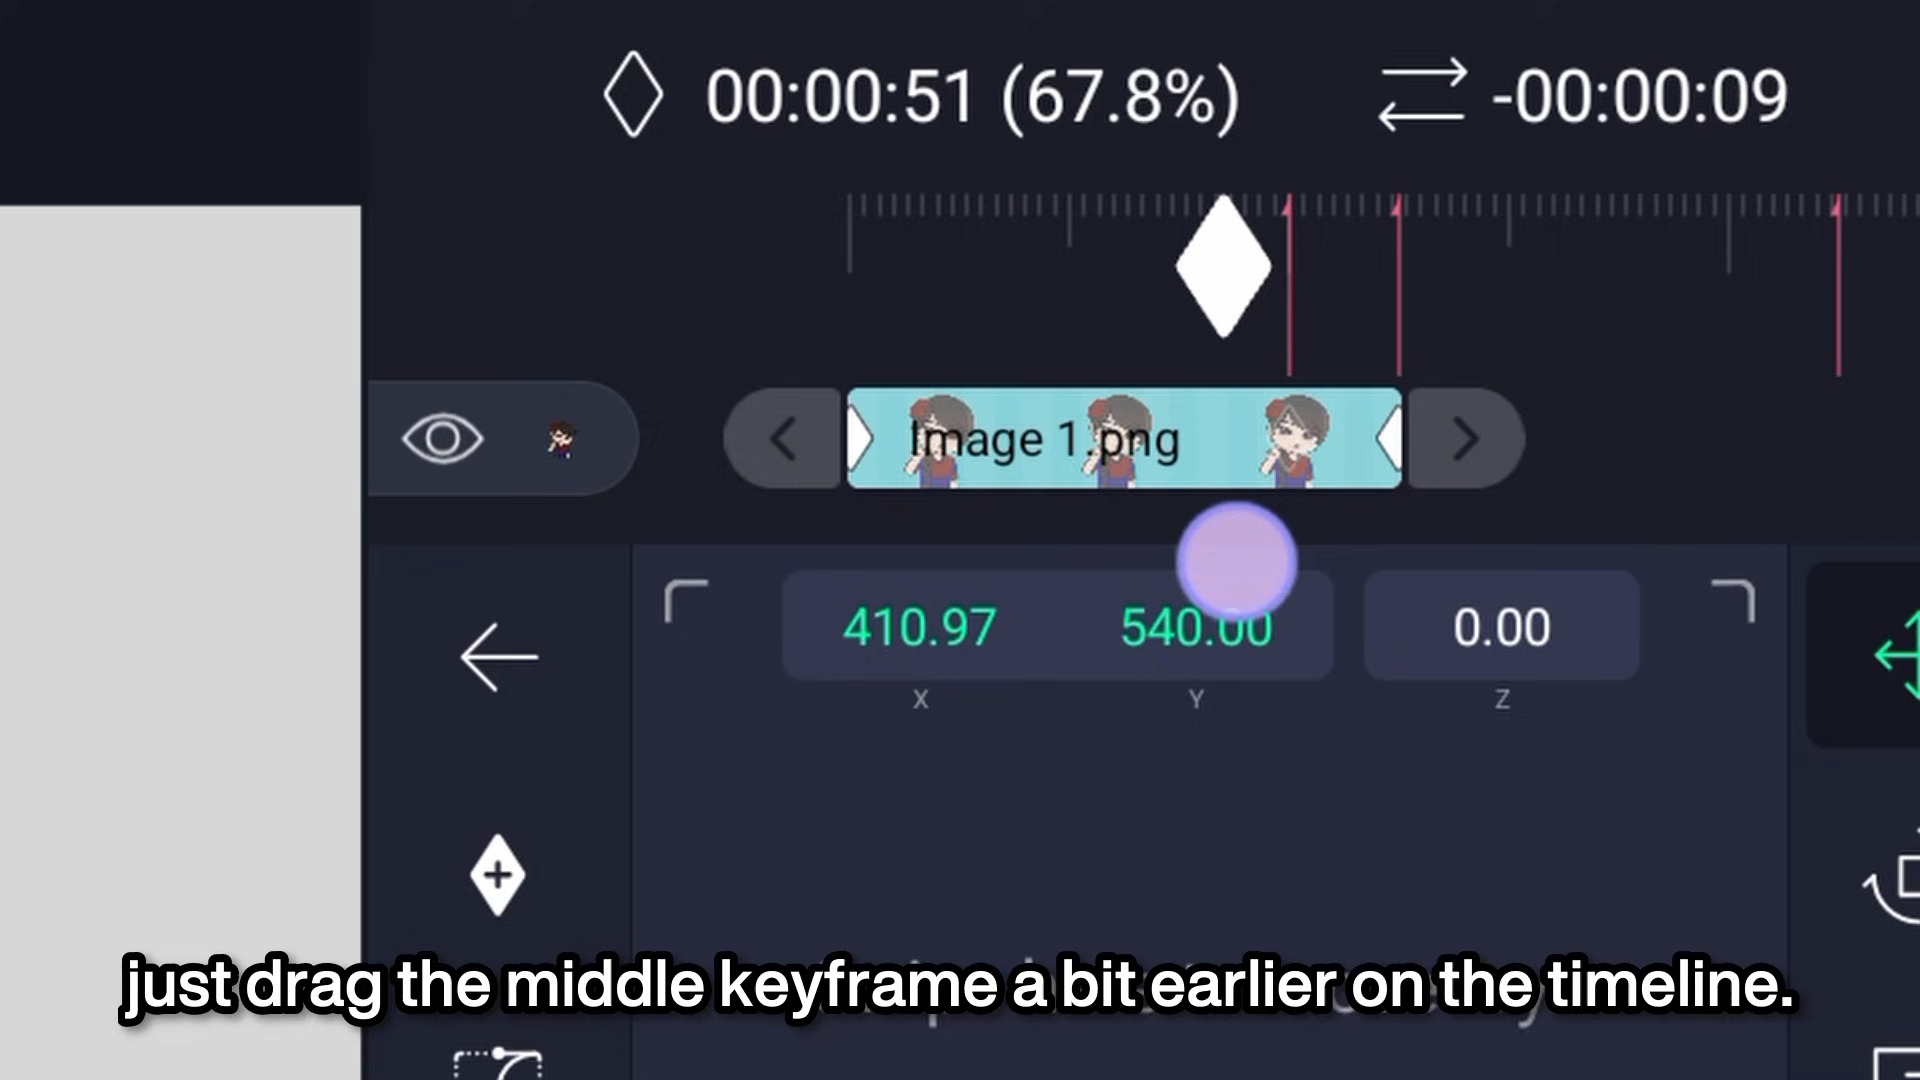 00:00:51 (67.8%) -00:00:09
Image 1.png
410.97 540.00 0.00
X Y Z
just drag the middle keyframe a bit earlier on the timeline.